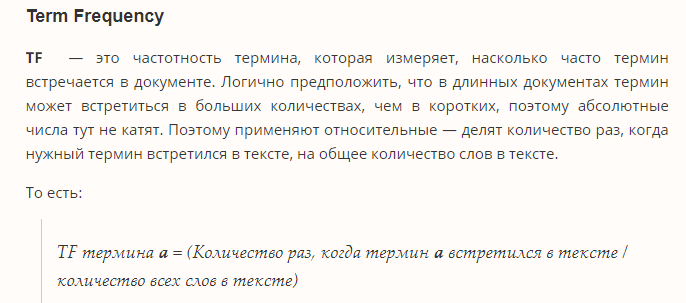 Term Frequency
TF — это частотность термина, которая измеряет, насколько часто термин
встречается в документе. Логично предположить, что в длинных документах термин
может встретиться в больших количествах, чем в коротких, поэтому абсолютные
числа тут не катят. Поэтому применяют относительные — делят количество раз, когда
нужный термин встретился в тексте, на общее количество слов в тексте.
То есть:
TF термина а = (Количество раз, когда термин а встретился в тексте /
количество всех слов в тексте)